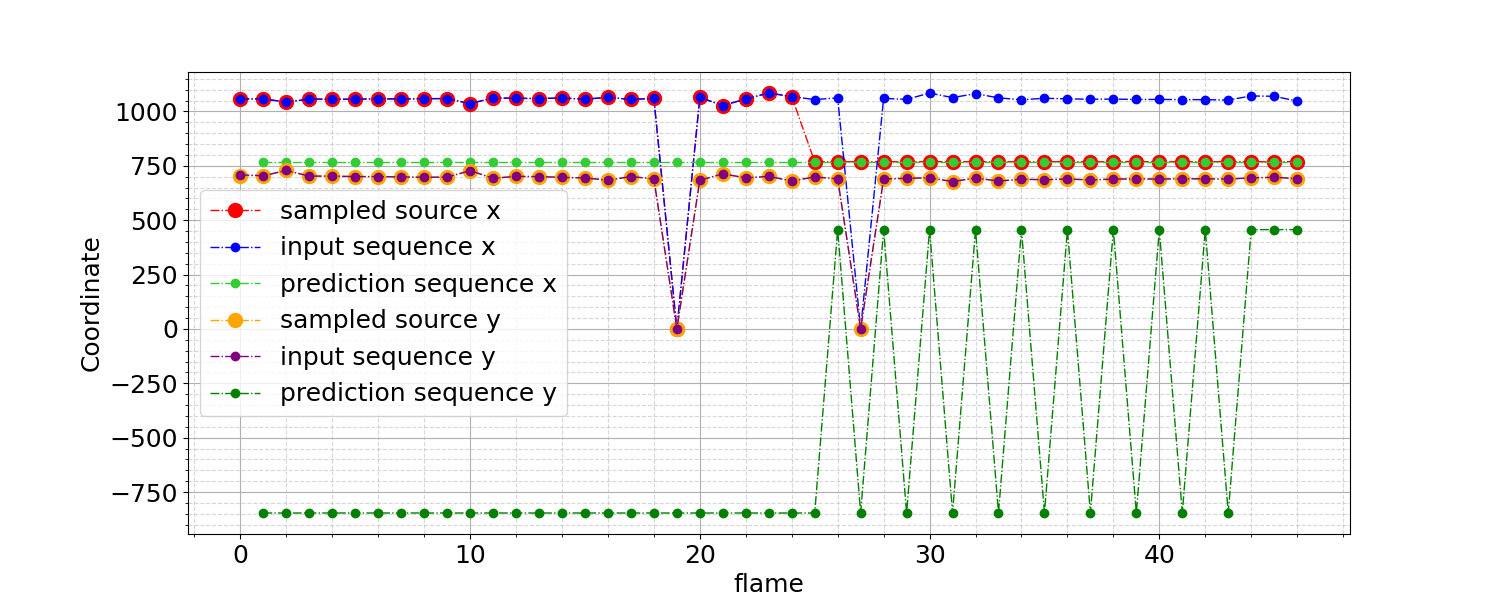 1000
750
500
250
0
−250
−500
−750
Coordinate
sampled source x
input sequence x
prediction sequence x
sampled source y
input sequence y
prediction sequence y
0 10 20 30 40
flame